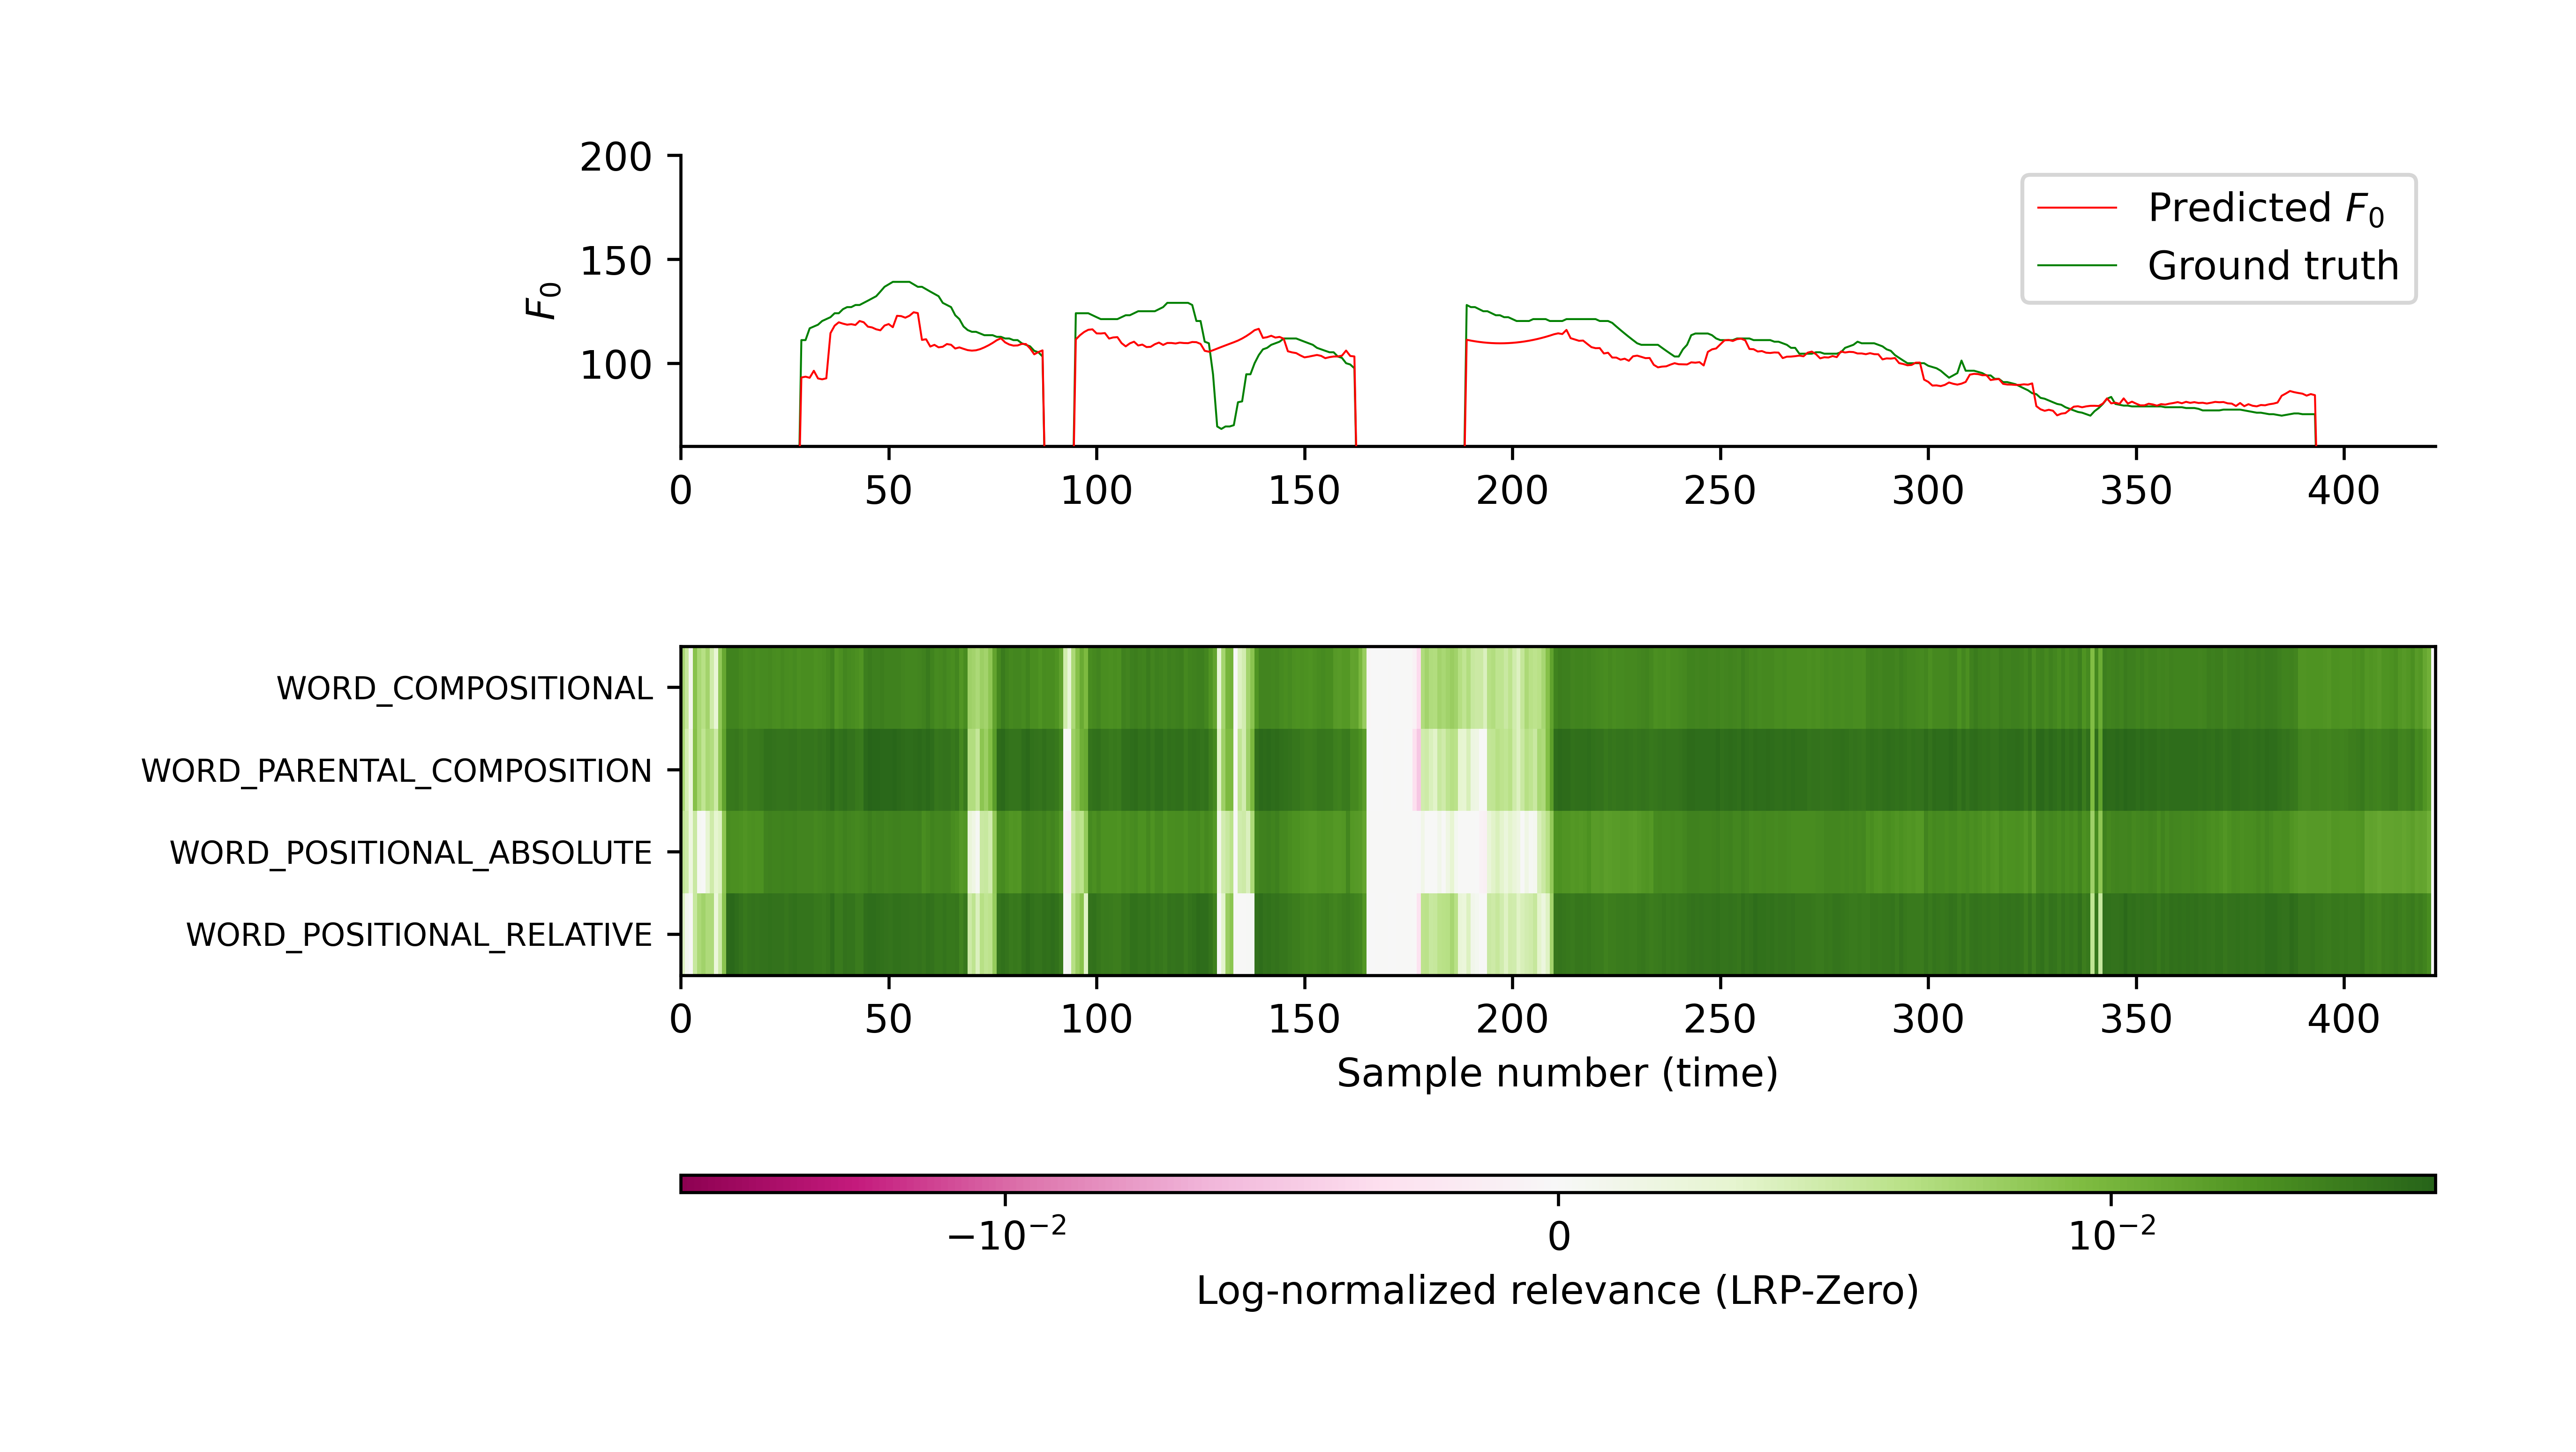 200
150
100
F₀
Predicted F₀
Ground truth
0 50 100 150 200 250 300 350 400
WORD_COMPOSITIONAL
WORD_PARENTAL_COMPOSITION
WORD_POSITIONAL_ABSOLUTE
WORD_POSITIONAL_RELATIVE
0 50 100 150 200 250 300 350 400
Sample number (time)
−10⁻² 0 10⁻²
Log-normalized relevance (LRP-Zero)